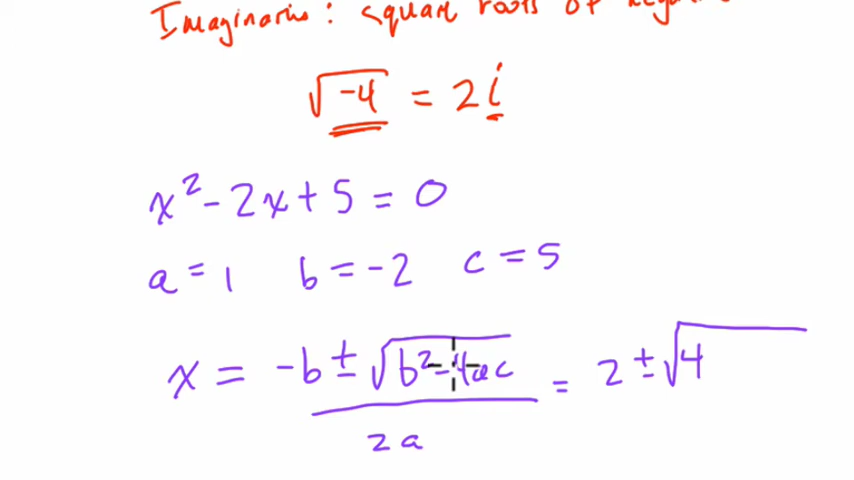 Imaginaries: square roots of
√-4 = 2i
x² - 2x + 5 = 0
a = 1 b = -2 c = 5
x = -b ± √b² - 4ac = 2 ± √4
2a